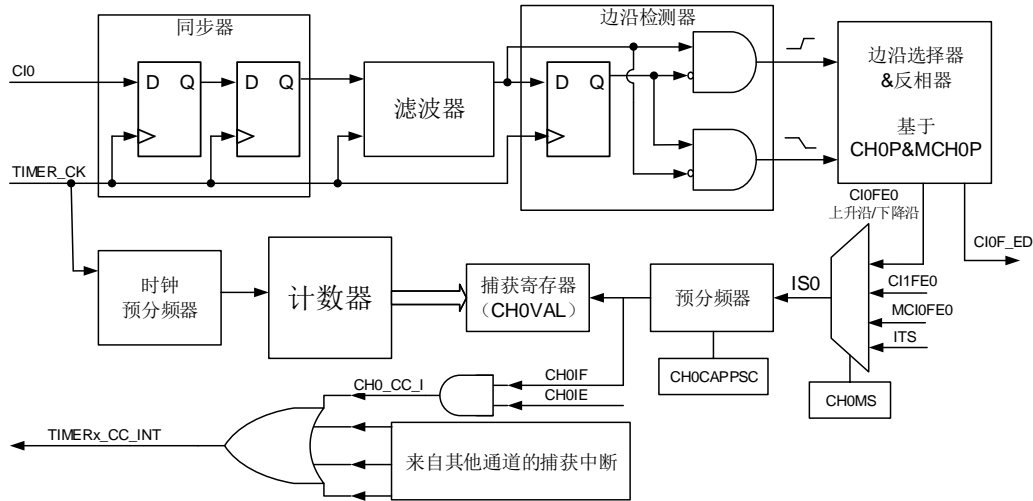 同步器
边沿检测器
CI0
D
Q
D
Q
滤波器
D
Q
边沿选择器
&反相器
基于
CH0P&MCH0P
TIMER_CK
CI0FE0
上升沿/下降沿
CI0F_ED
时钟
预分频器
计数器
捕获寄存器
(CH0VAL)
预分频器
IS0
CI1FE0
MCI0FE0
ITS
CH0CAPPSC
CH0MS
CH0_CC_I
CH0IF
CH0IE
TIMERx_CC_INT
来自其他通道的捕获中断